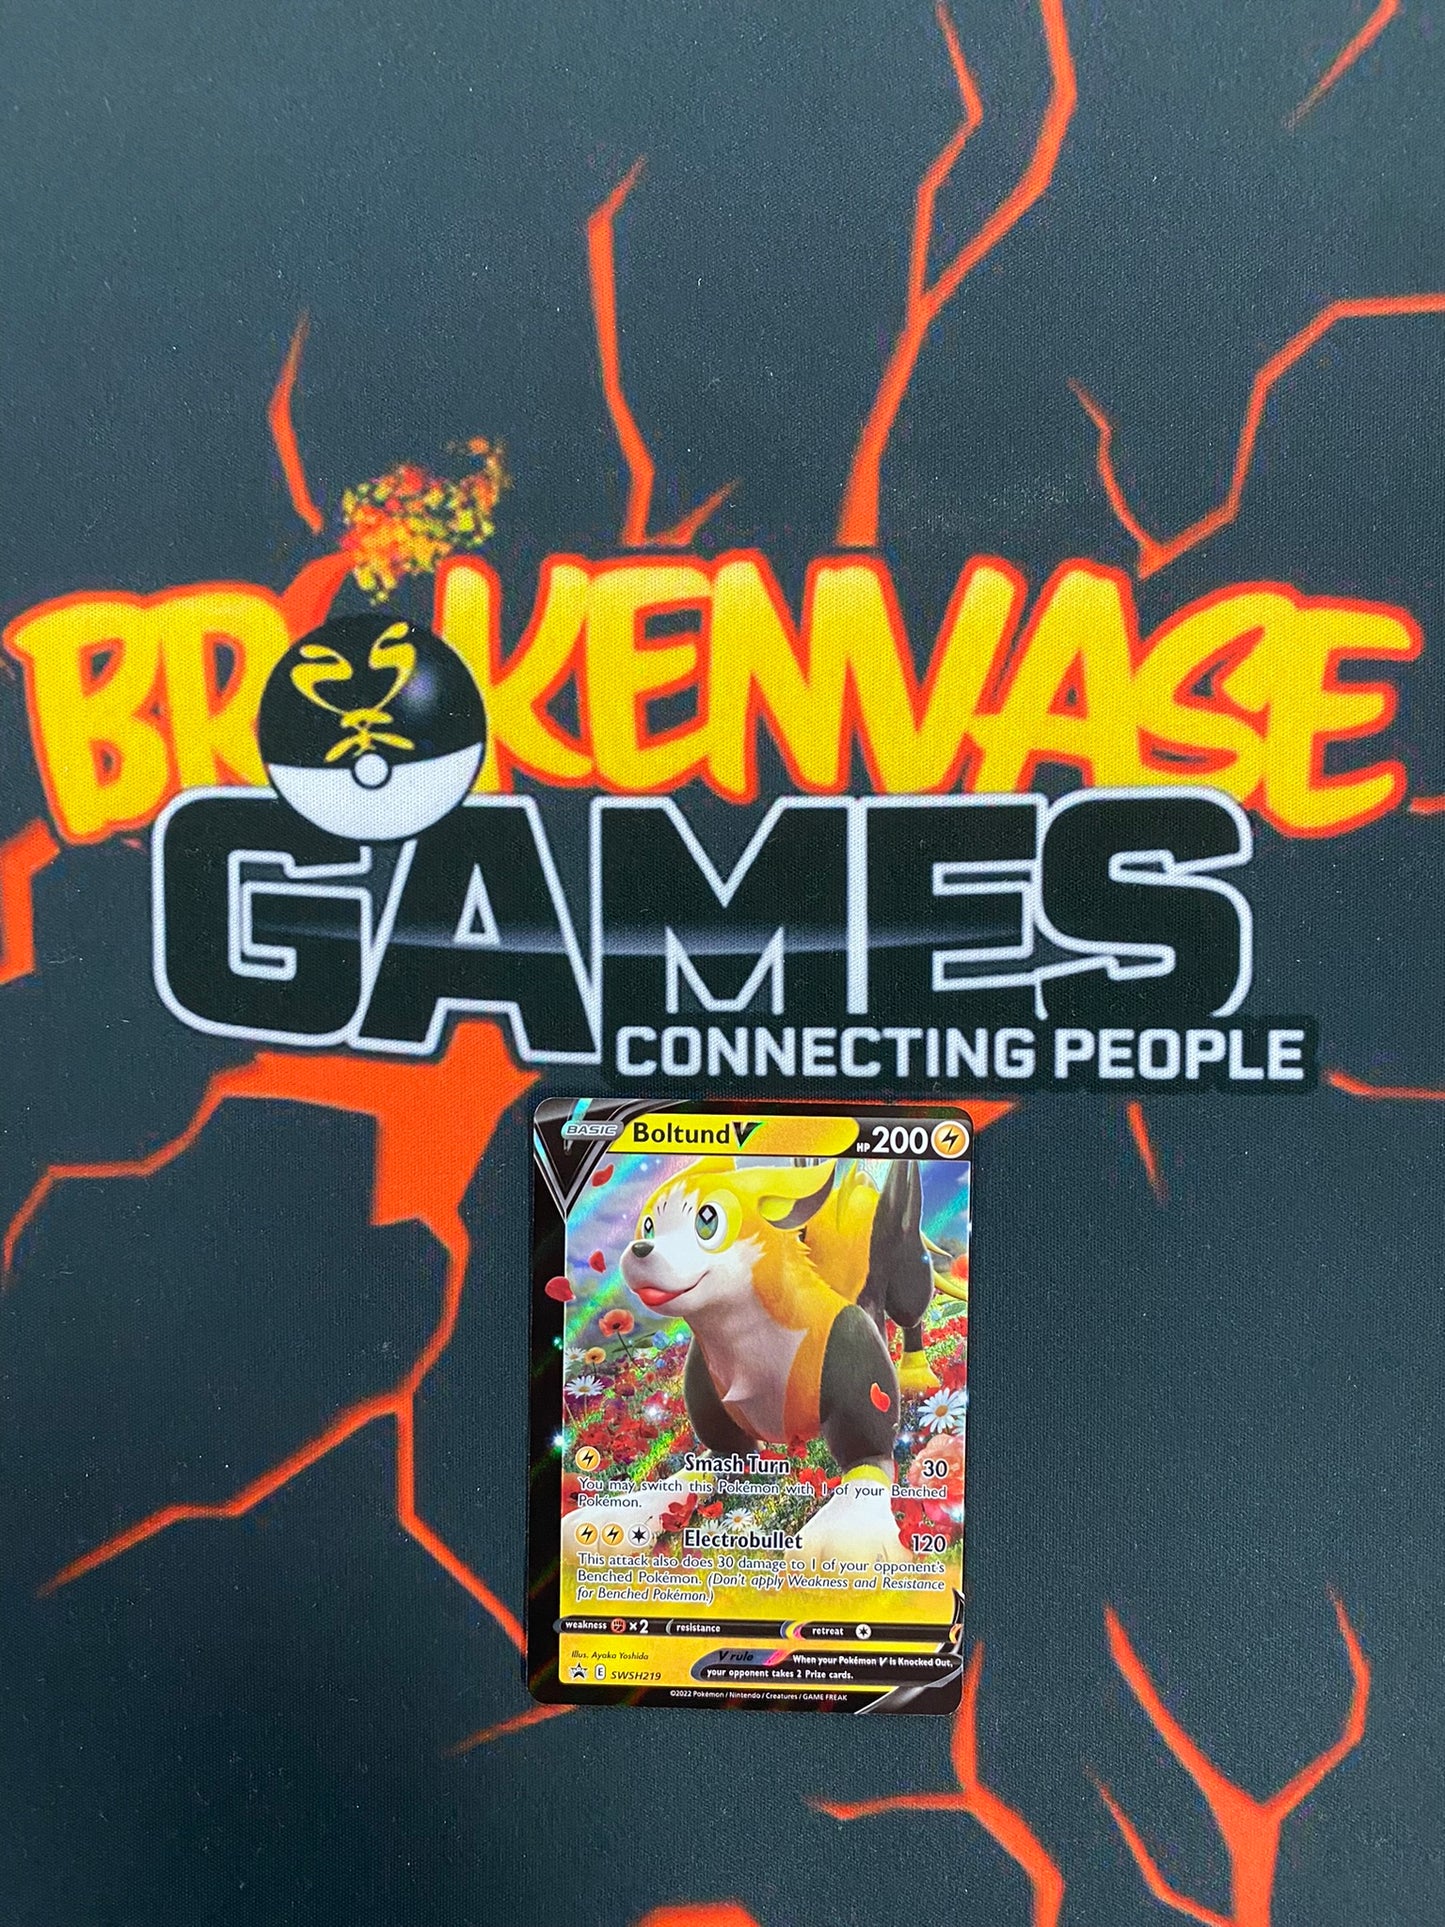 BROKENVASE
GAMES
CONNECTING PEOPLE
BASIC Boltund V HP 200
Smash Turn 30
You may switch this Pokémon with 1 of your Benched
Pokémon.
Electrobullet 120
This attack also does 30 damage to 1 of your opponent's
Benched Pokémon. (Don't apply Weakness and Resistance
for Benched Pokémon.)
weakness ×2 resistance retreat
Illus. Ayaka Yoshida
V rule When your Pokémon V is Knocked Out,
your opponent takes 2 Prize cards.
E SWSH219
©2022 Pokémon / Nintendo / Creatures / GAME FREAK